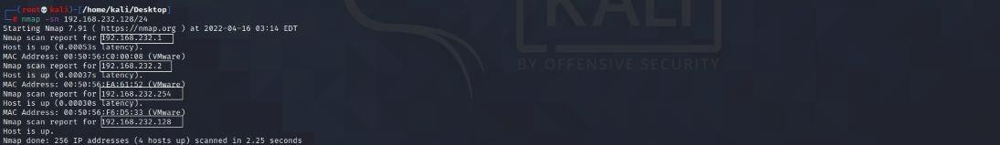 (root💀kali)-[/home/kali/Desktop]
# nmap -sn 192.168.232.128/24
Starting Nmap 7.91 ( https://nmap.org ) at 2022-04-16 03:14 EDT
Nmap scan report for 192.168.232.1
Host is up (0.00053s latency).
MAC Address: 00:50:56:C0:00:08 (VMware)
Nmap scan report for 192.168.232.2
Host is up (0.00037s latency).
MAC Address: 00:50:56:EA:61:52 (VMware)
Nmap scan report for 192.168.232.254
Host is up (0.00030s latency).
MAC Address: 00:50:56:F6:D5:33 (VMware)
Nmap scan report for 192.168.232.128
Host is up.
Nmap done: 256 IP addresses (4 hosts up) scanned in 2.25 seconds
KALI
BY OFFENSIVE SECURITY